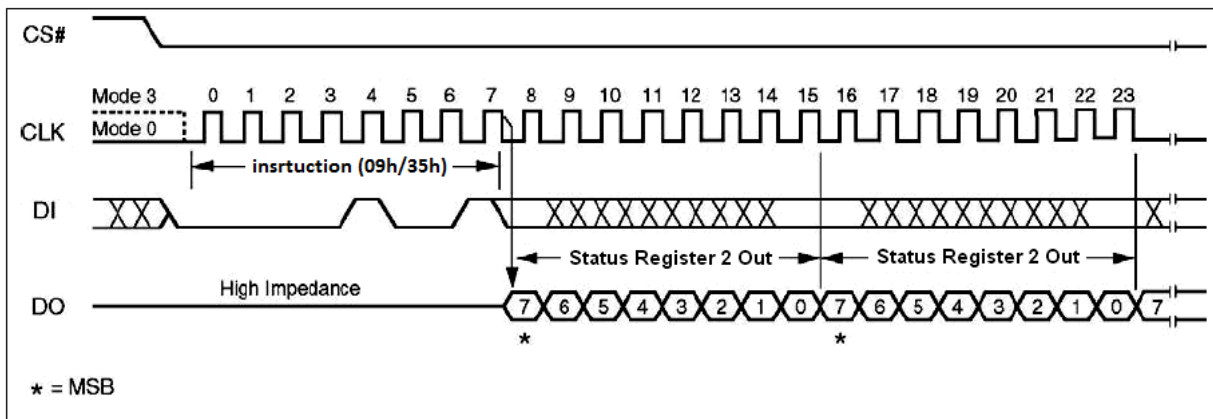 CS#
Mode 3
0 1 2 3 4 5 6 7 8 9 10 11 12 13 14 15 16 17 18 19 20 21 22 23
CLK
Mode 0
insrtuction (09h/35h)
DI
Status Register 2 Out
Status Register 2 Out
High Impedance
DO
7 6 5 4 3 2 1 0 7 6 5 4 3 2 1 0 7
* *
* = MSB